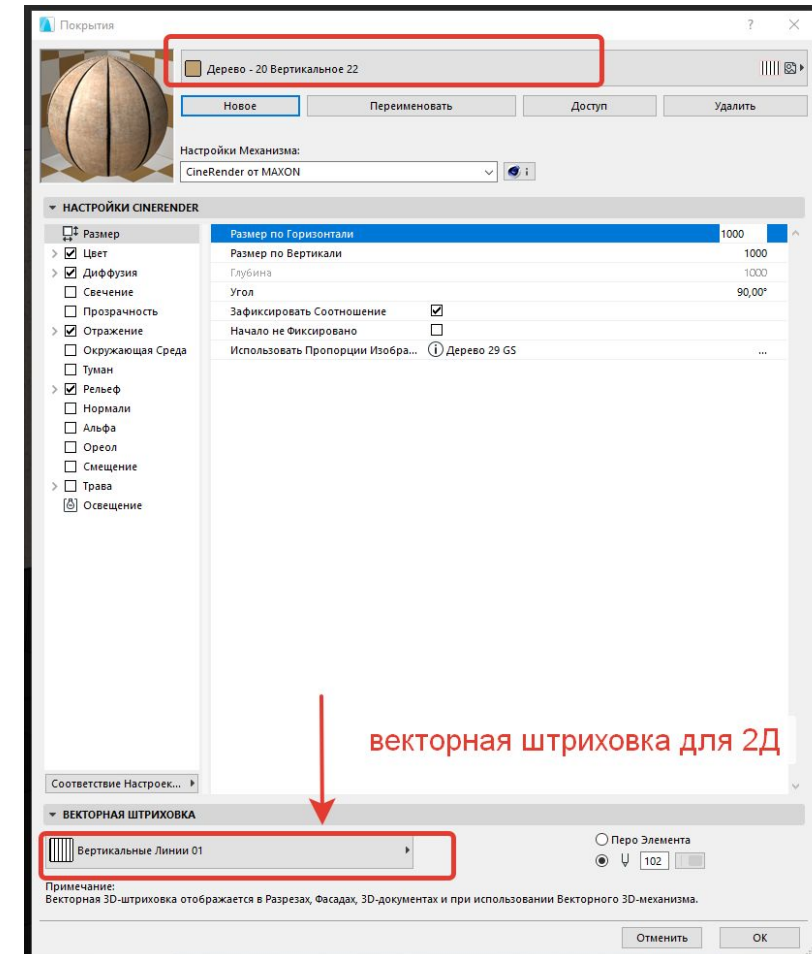 Покрытия
Дерево - 20 Вертикальное 22
Новое Переименовать Доступ Удалить
Настройки Механизма:
CineRender от MAXON
НАСТРОЙКИ CINERENDER
Размер
Цвет
Диффузия
Свечение
Прозрачность
Отражение
Окружающая Среда
Туман
Рельеф
Нормали
Альфа
Ореол
Смещение
Трава
Освещение
Размер по Горизонтали 1000
Размер по Вертикали 1000
Глубина 1000
Угол 90,00°
Зафиксировать Соотношение
Начало не Фиксировано
Использовать Пропорции Изобра... Дерево 29 GS ...
векторная штриховка для 2Д
Соответствие Настроек...
ВЕКТОРНАЯ ШТРИХОВКА
Вертикальные Линии 01
Перо Элемента
102
Примечание:
Векторная 3D-штриховка отображается в Разрезах, Фасадах, 3D-документах и при использовании Векторного 3D-механизма.
Отменить OK